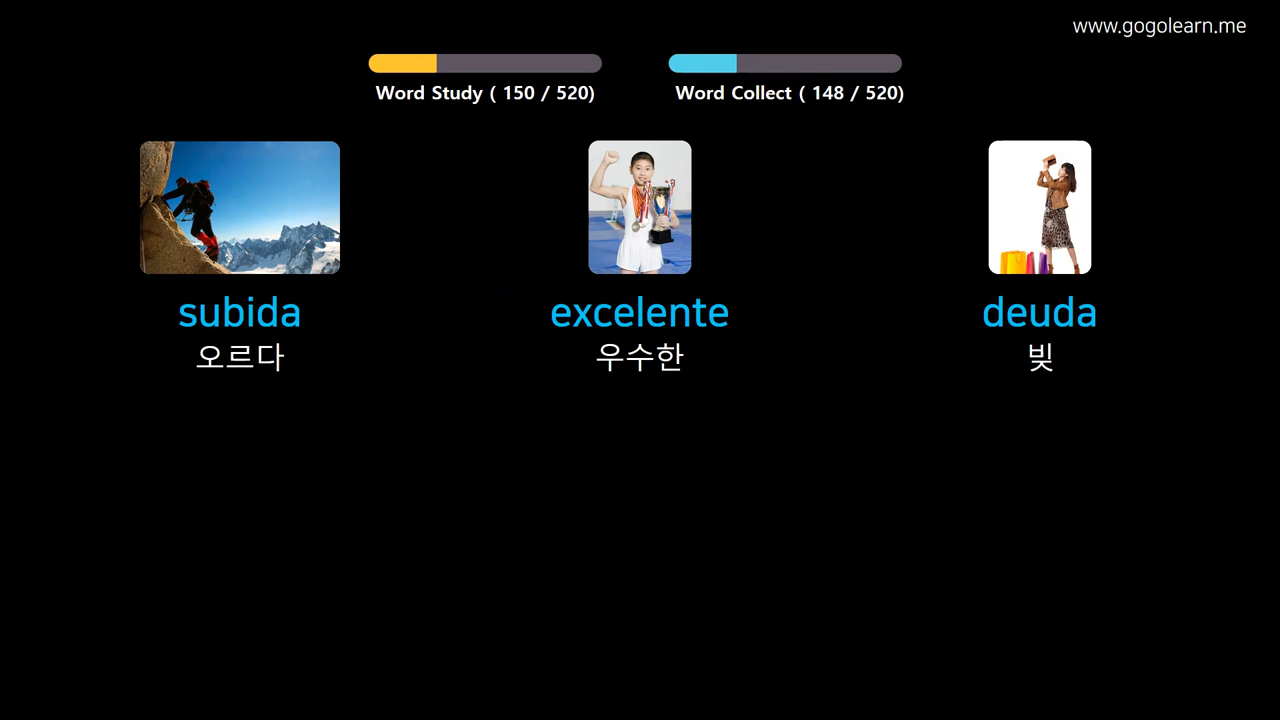 www.gogolearn.me
Word Study ( 150 / 520)
Word Collect ( 148 / 520)
subida
오르다
excelente
우수한
deuda
빚